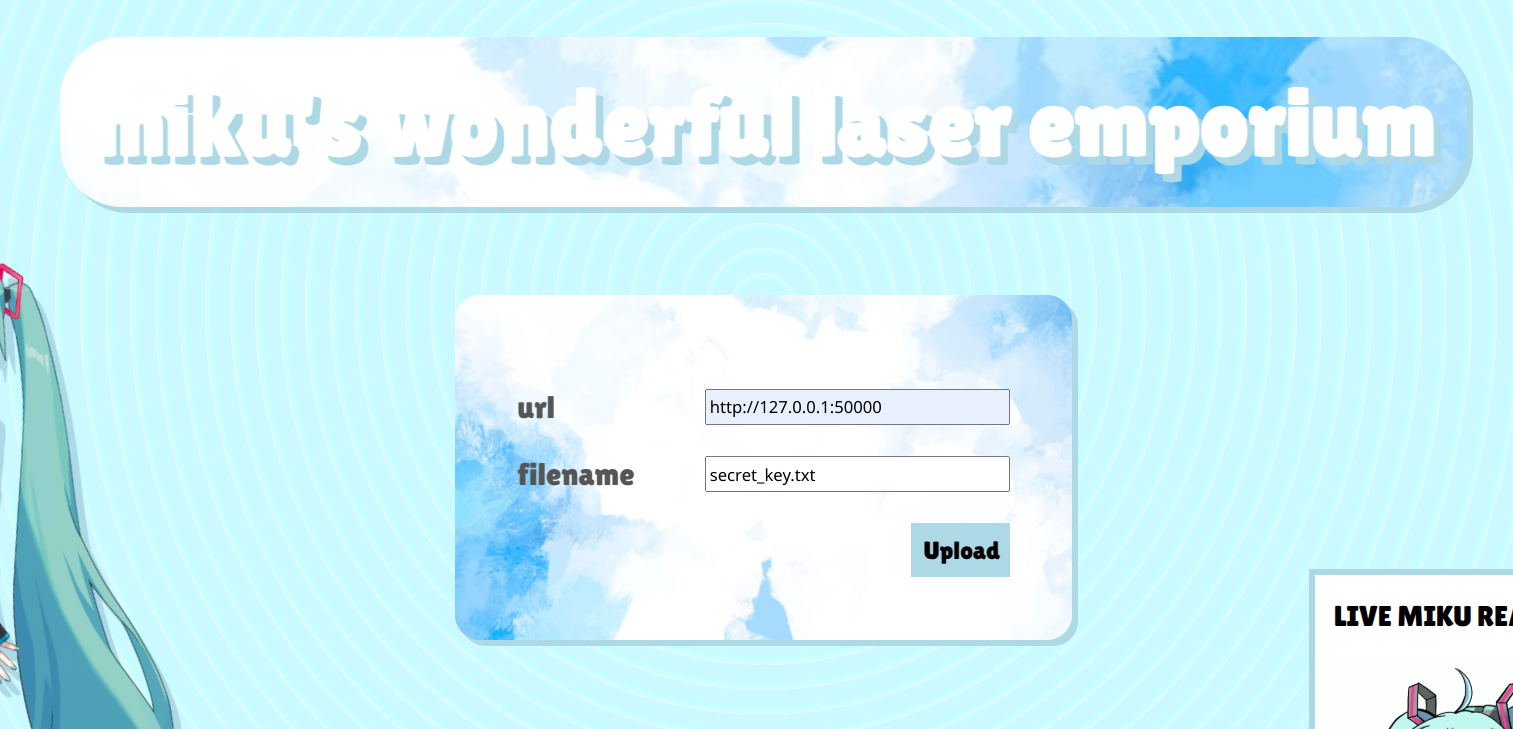 miku's wonderful laser emporium
url
http://127.0.0.1:50000
filename
secret_key.txt
Upload
LIVE MIKU